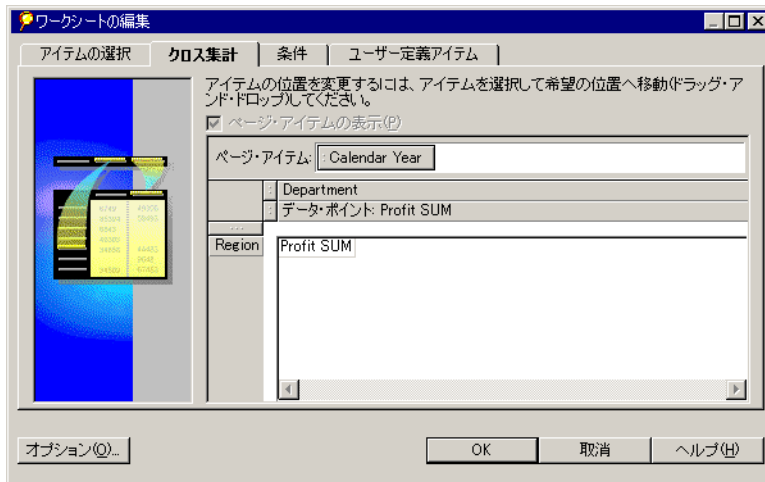 ワークシートの編集
アイテムの選択 クロス集計 条件 ユーザー定義アイテム
アイテムの位置を変更するには、アイテムを選択して希望の位置へ移動(ドラッグ・ア
ンド・ドロップ)してください。
ページ・アイテムの表示(P)
ページ・アイテム: Calendar Year
Department
データ・ポイント: Profit SUM
Region Profit SUM
オプション(O)... OK 取消 ヘルプ(H)